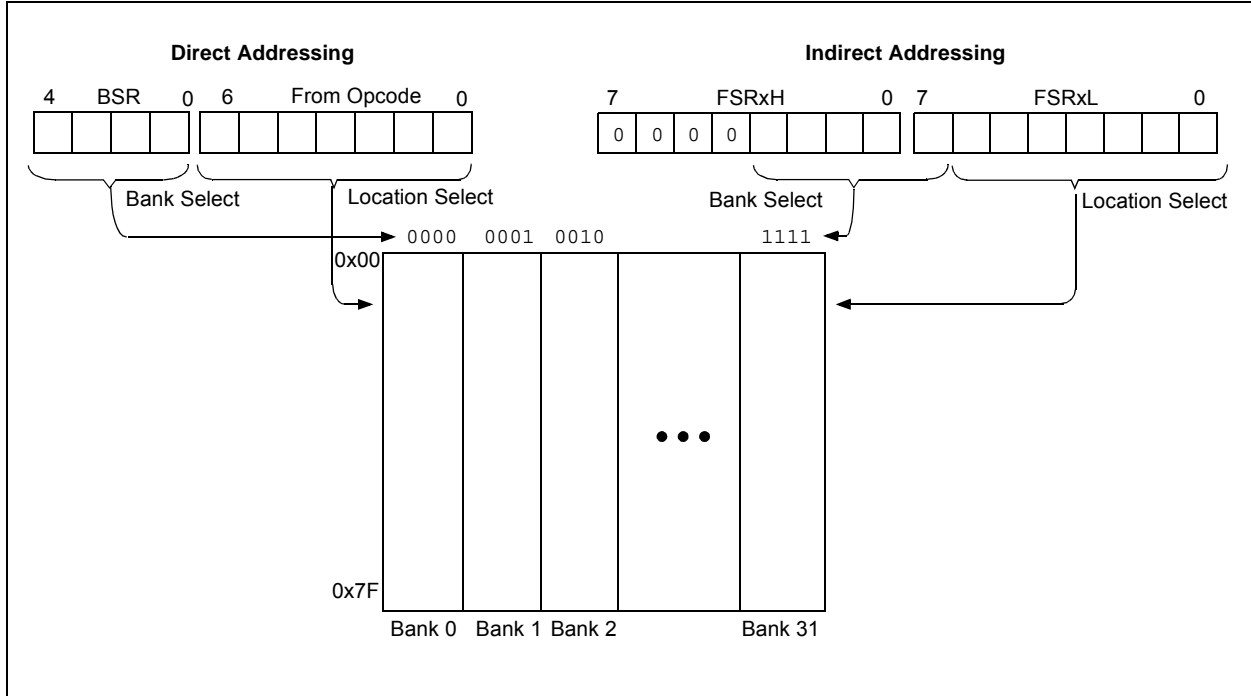 Direct Addressing
Indirect Addressing
4 BSR 0 6 From Opcode 0
7 FSRxH 0 7 FSRxL 0
0 0 0 0
Bank Select
Location Select
Bank Select
Location Select
0000 0001 0010 1111
0x00
0x7F
Bank 0 Bank 1 Bank 2 Bank 31